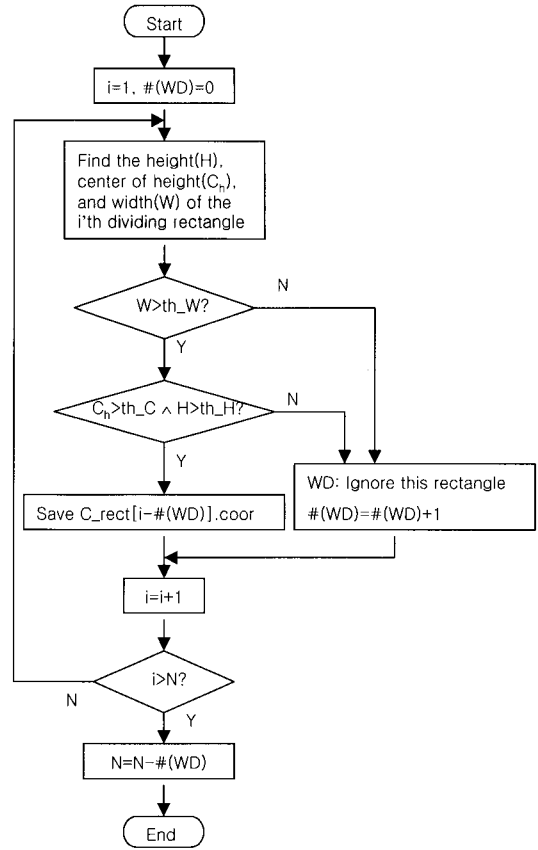 Start
i=1, #(WD)=0
Find the height(H),
center of height(Cₕ),
and width(W) of the
i'th dividing rectangle
W>th_W?
N
Y
Cₕ>th_C ∧ H>th_H?
N
Y
WD: Ignore this rectangle
#(WD)=#(WD)+1
Save C_rect[i-#(WD)].coor
i=i+1
i>N?
N
Y
N=N-#(WD)
End